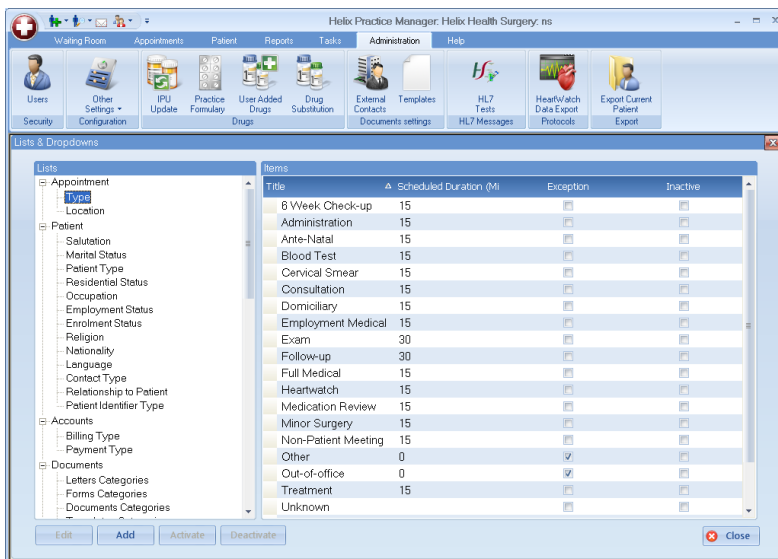 Helix Practice Manager: Helix Health Surgery: ns
Waiting Room Appointments Patient Reports Tasks Administration Help
Users
Other Settings
IPU Update
Practice Formulary
User Added Drugs
Drug Substitution
External Contacts
Templates
HL7 Tests
HeartWatch Data Export
Export Current Patient
Security Configuration Drugs Documents settings HL7 Messages Protocols Export
Lists & Dropdowns
Lists
Appointment
Type
Location
Patient
Salutation
Marital Status
Patient Type
Residential Status
Occupation
Employment Status
Enrolment Status
Religion
Nationality
Language
Contact Type
Relationship to Patient
Patient Identifier Type
Accounts
Billing Type
Payment Type
Documents
Letters Categories
Forms Categories
Documents Categories
Items
Title Scheduled Duration (Mi Exception Inactive
6 Week Check-up 15
Administration 15
Ante-Natal 15
Blood Test 15
Cervical Smear 15
Consultation 15
Domiciliary 15
Employment Medical 15
Exam 30
Follow-up 30
Full Medical 15
Heartwatch 15
Medication Review 15
Minor Surgery 15
Non-Patient Meeting 15
Other 0
Out-of-office 0
Treatment 15
Unknown
Edit Add Activate Deactivate Close